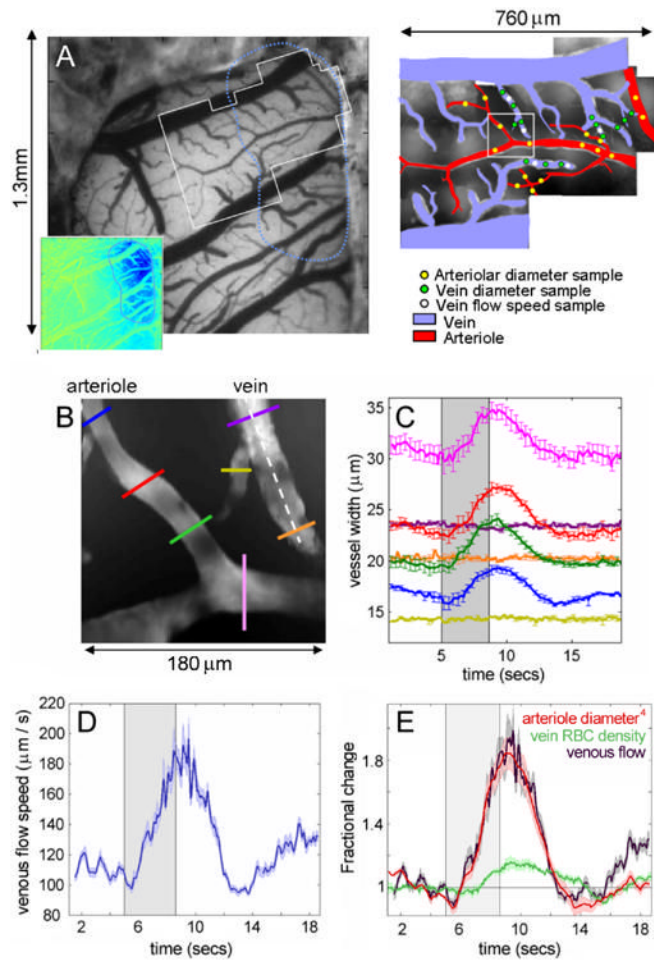 A
1.3mm
760 μm
Arteriolar diameter sample
Vein diameter sample
Vein flow speed sample
Vein
Arteriole
arteriole
vein
B
180 μm
C
vessel width (μm)
35
30
25
20
15
5
10
15
time (secs)
D
venous flow speed (μm / s)
220
200
180
160
140
120
100
80
2
6
10
14
18
time (secs)
E
arteriole diameter⁴
vein RBC density
venous flow
Fractional change
1.8
1.4
1
2
6
10
14
18
time (secs)